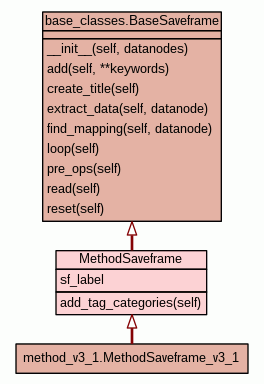 base_classes.BaseSaveframe
__init__(self, datanodes)
add(self, **keywords)
create_title(self)
extract_data(self, datanode)
find_mapping(self, datanode)
loop(self)
pre_ops(self)
read(self)
reset(self)
MethodSaveframe
sf_label
add_tag_categories(self)
method_v3_1.MethodSaveframe_v3_1